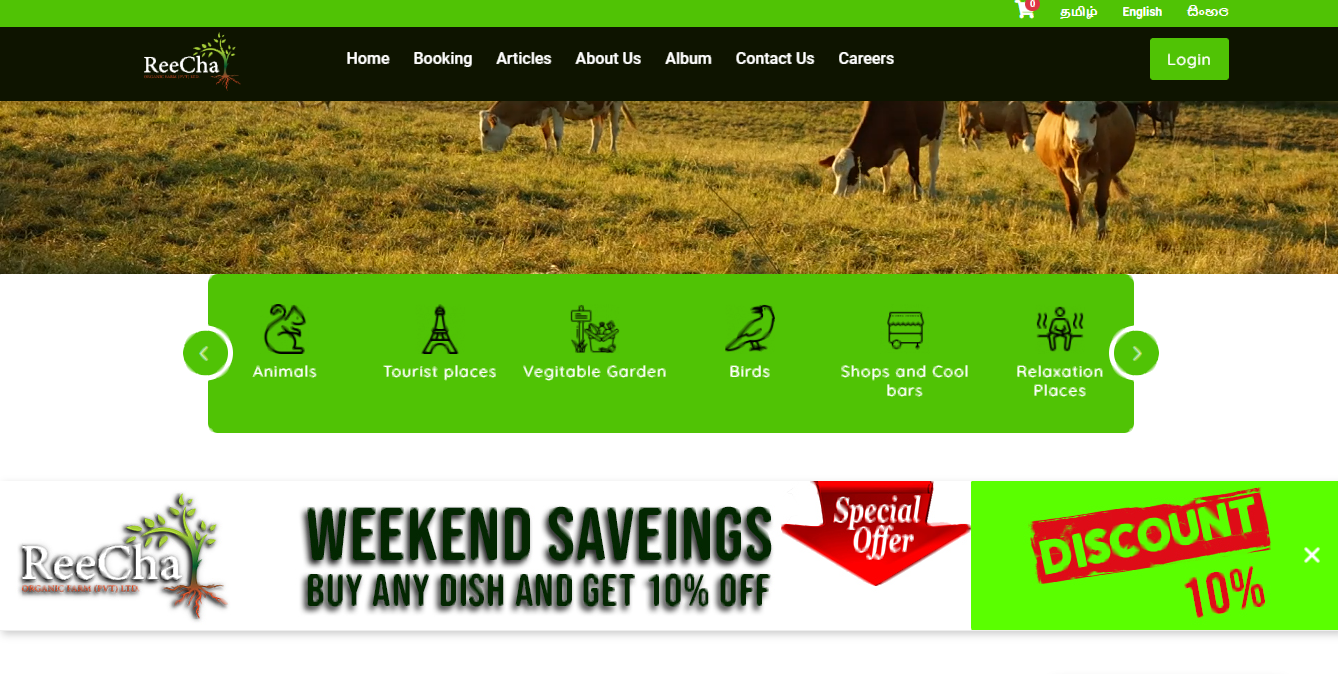 0
தமிழ்
English
සිංහල
ReeCha
ORGANIC FARM (PVT) LTD
Home
Booking
Articles
About Us
Album
Contact Us
Careers
Login
Animals
Tourist places
Vegitable Garden
Birds
Shops and Cool
bars
Relaxation
Places
ReeCha
ORGANIC FARM (PVT) LTD
WEEKEND SAVEINGS
BUY ANY DISH AND GET 10% OFF
Special
Offer
DISCOUNT
10%